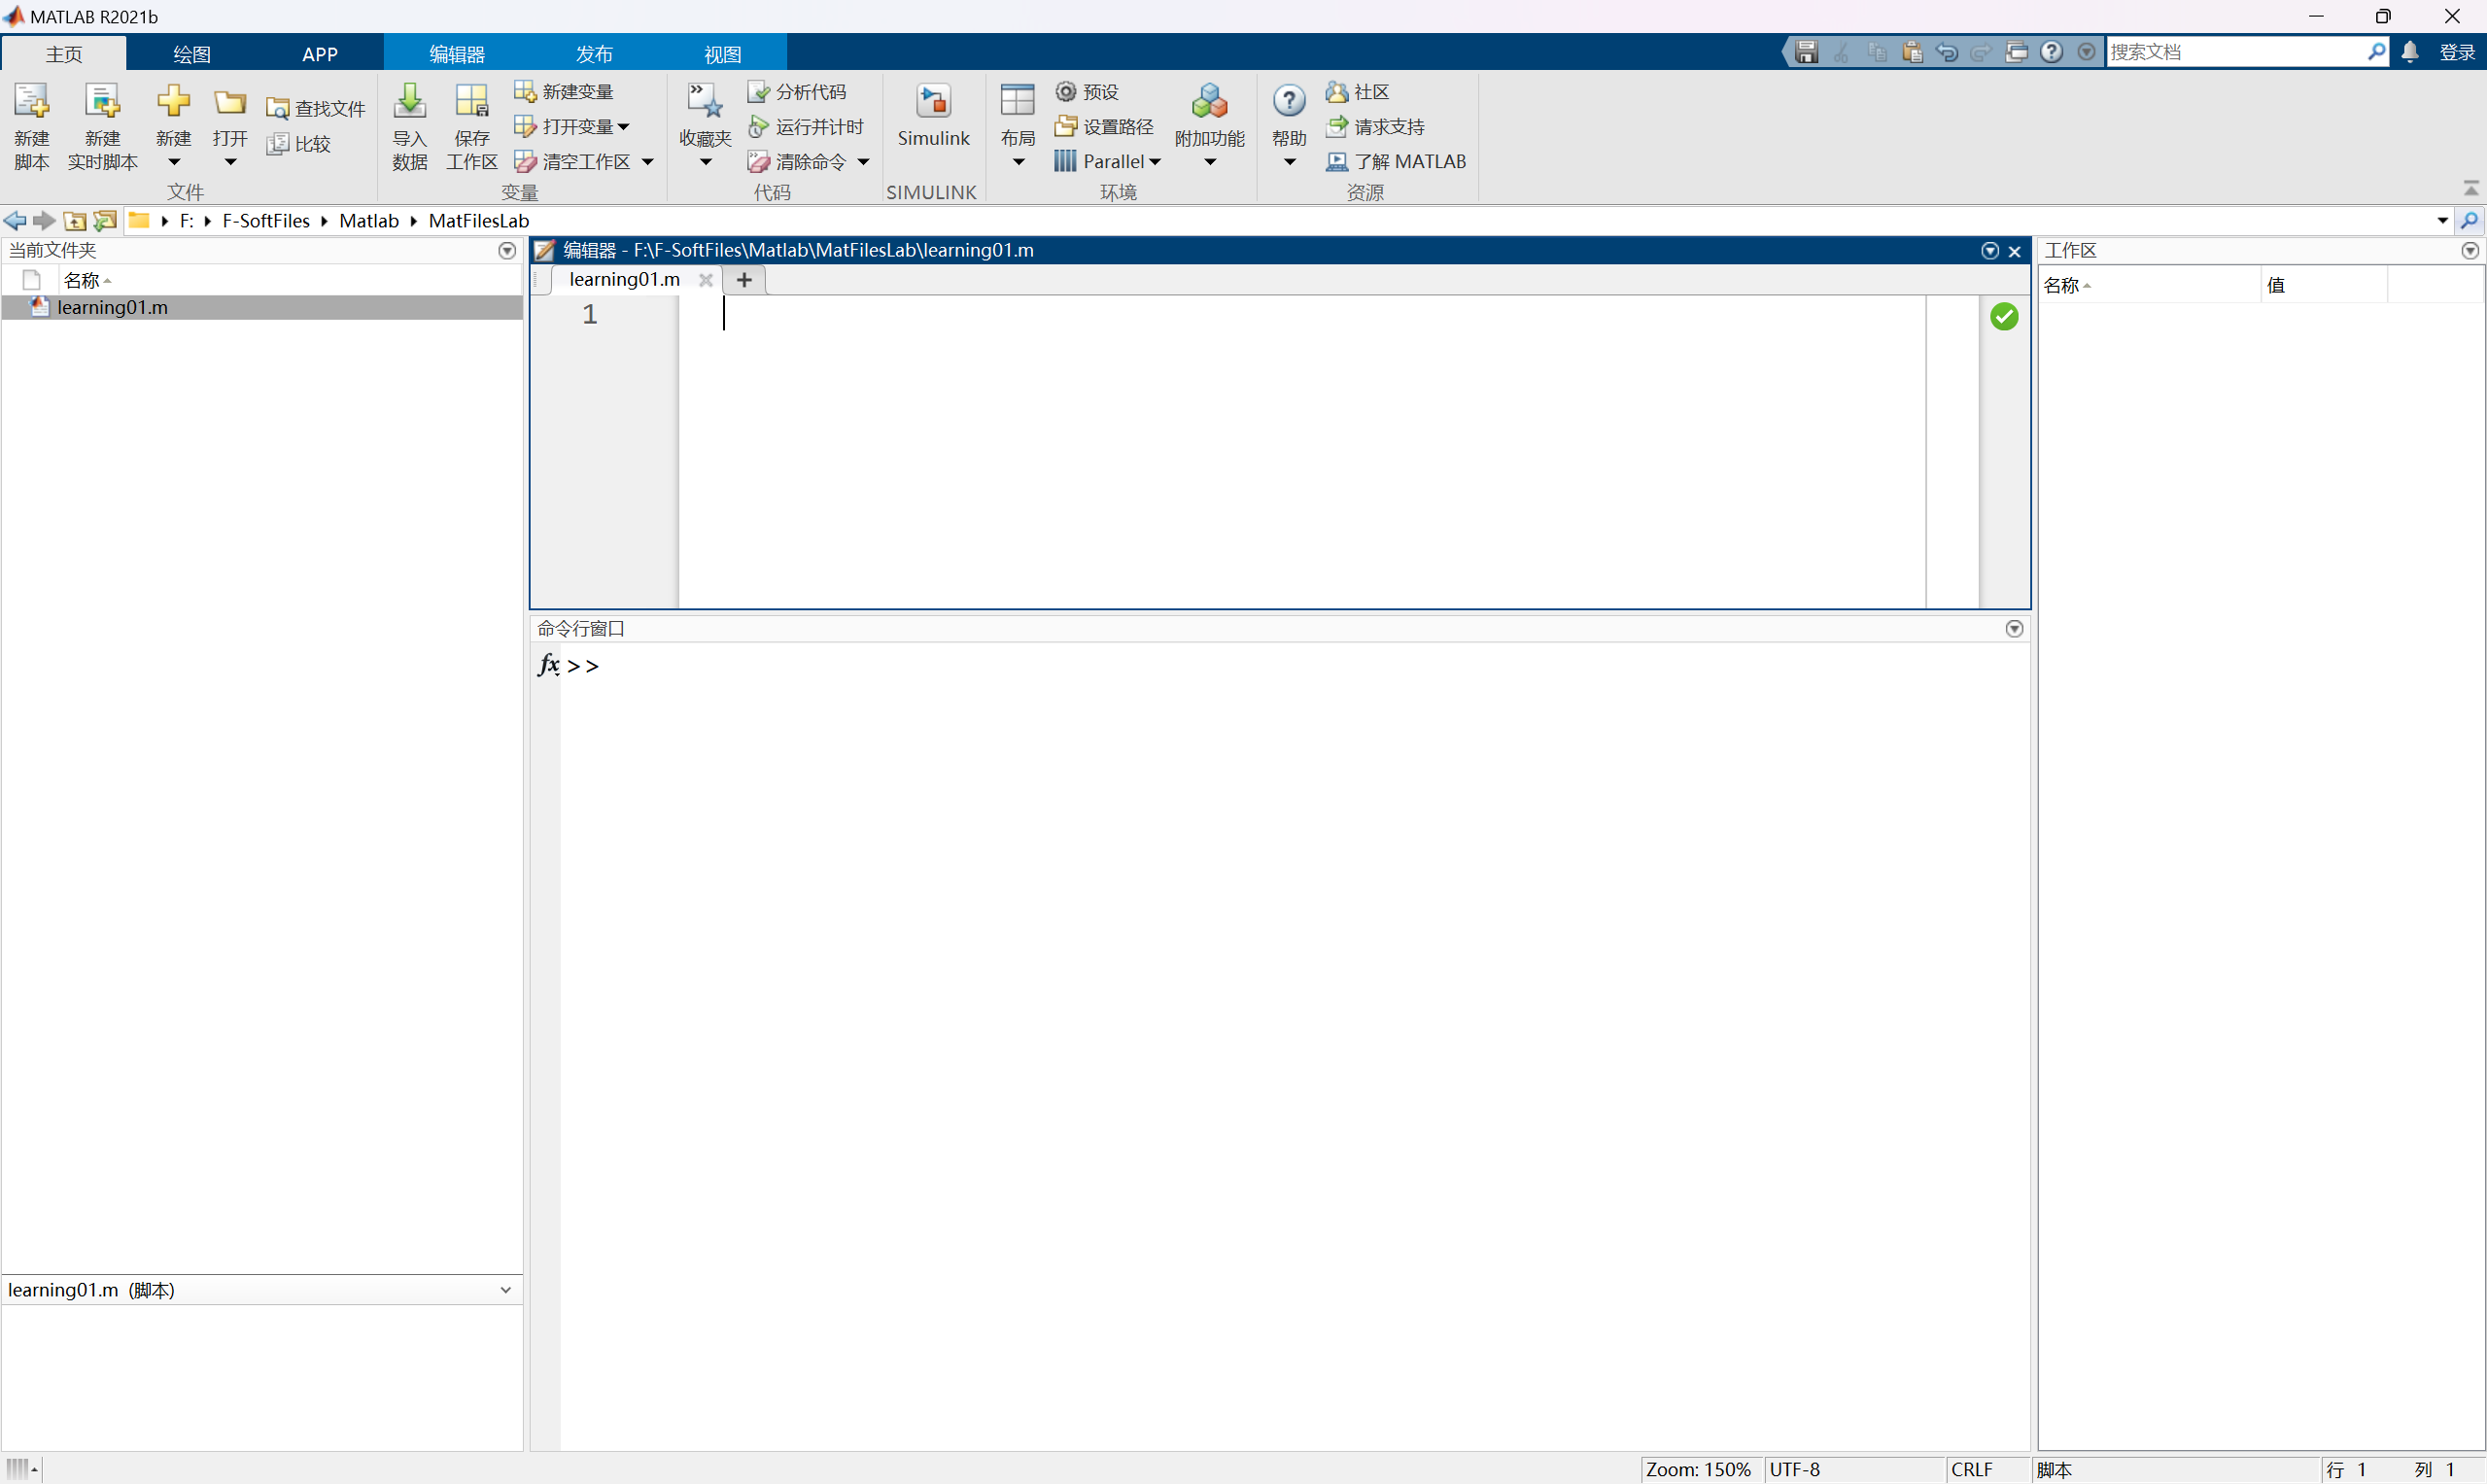 MATLAB R2021b
主页 绘图 APP 编辑器 发布 视图 搜索文档 登录
新建脚本 新建实时脚本 新建 打开 查找文件 比较
导入数据 保存工作区 新建变量 打开变量 清空工作区
收藏夹 分析代码 运行并计时 清除命令
Simulink
布局 预设 设置路径 Parallel 附加功能
帮助 社区 请求支持 了解 MATLAB
文件 变量 代码 SIMULINK 环境 资源
F: F-SoftFiles Matlab MatFilesLab
当前文件夹
名称
learning01.m
编辑器 - F:\F-SoftFiles\Matlab\MatFilesLab\learning01.m
learning01.m
1
命令行窗口
fx >>
工作区
名称 值
learning01.m (脚本)
Zoom: 150% UTF-8 CRLF 脚本 行 1 列 1